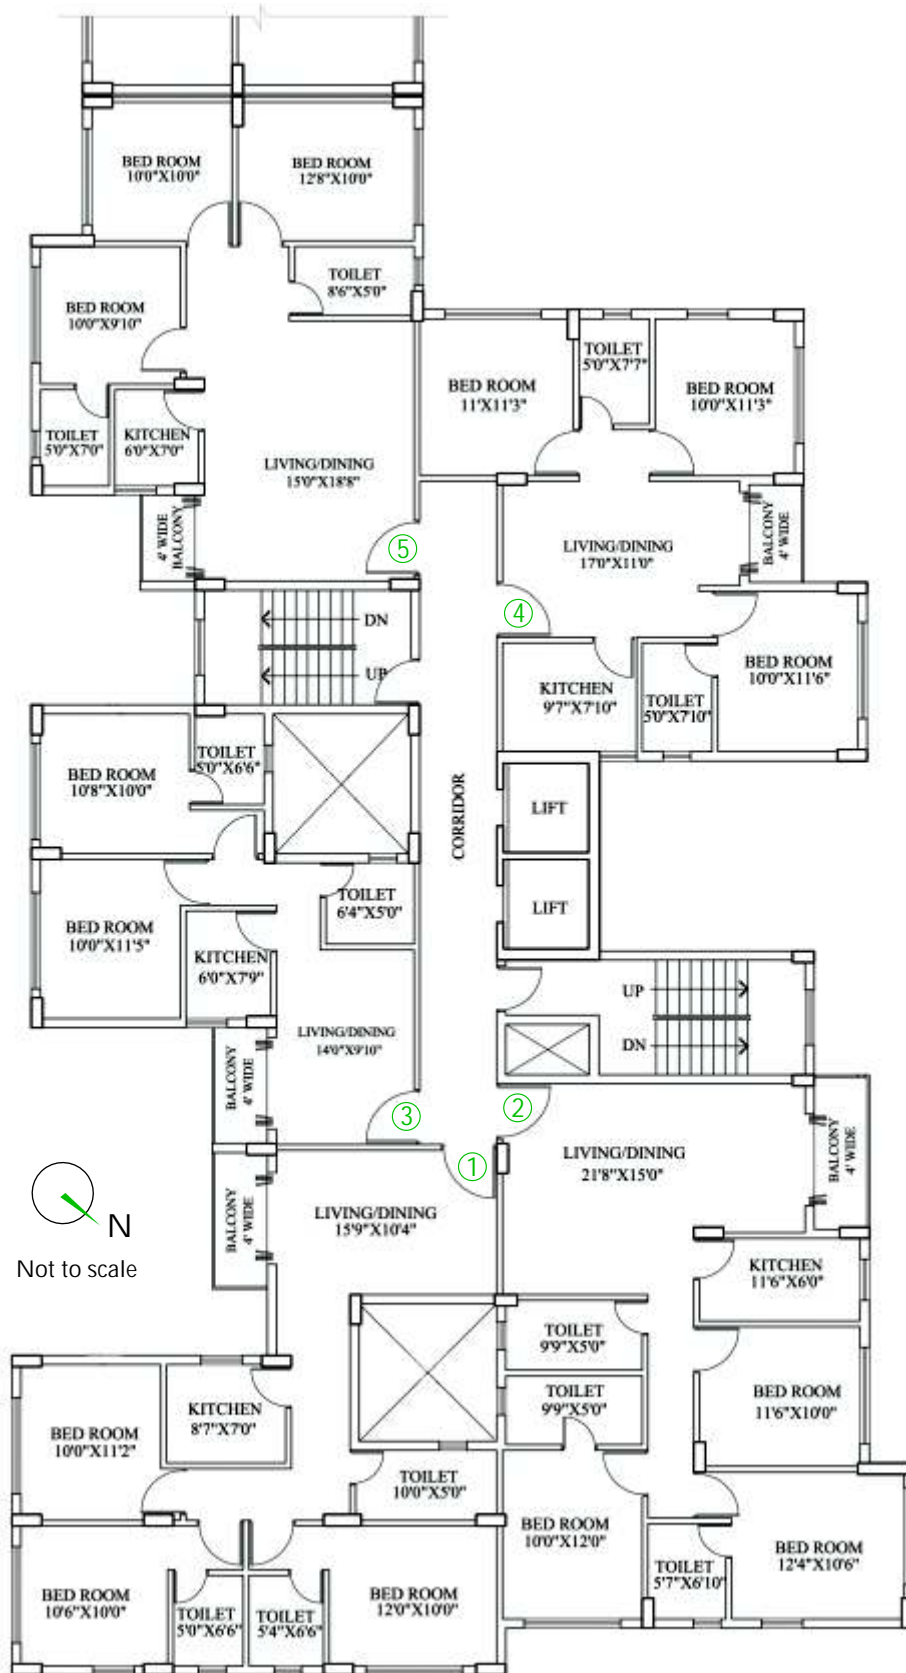 BED ROOM
10'0"X10'0"
BED ROOM
12'8"X10'0"
TOILET
8'6"X5'0"
BED ROOM
10'0"X9'10"
TOILET
5'0"X7'0"
KITCHEN
6'0"X7'0"
LIVING/DINING
15'0"X18'8"
4' WIDE
BALCONY
5
BED ROOM
11'X11'3"
TOILET
5'0"X7'7"
BED ROOM
10'0"X11'3"
LIVING/DINING
17'0"X11'0"
BALCONY
4' WIDE
4
KITCHEN
9'7"X7'10"
TOILET
5'0"X7'10"
BED ROOM
10'0"X11'6"
DN
UP
BED ROOM
10'8"X10'0"
TOILET
5'0"X6'6"
CORRIDOR
LIFT
LIFT
BED ROOM
10'0"X11'5"
TOILET
6'4"X5'0"
KITCHEN
6'0"X7'9"
LIVING/DINING
14'0"X9'10"
BALCONY
4' WIDE
3
UP
DN
2
1
LIVING/DINING
21'8"X15'0"
BALCONY
4' WIDE
BALCONY
4' WIDE
LIVING/DINING
15'9"X10'4"
N
Not to scale
KITCHEN
11'6"X6'0"
TOILET
9'9"X5'0"
TOILET
9'9"X5'0"
BED ROOM
11'6"X10'0"
KITCHEN
8'7"X7'0"
BED ROOM
10'0"X11'2"
TOILET
10'0"X5'0"
BED ROOM
10'0"X12'0"
TOILET
5'7"X6'10"
BED ROOM
12'4"X10'6"
BED ROOM
10'6"X10'0"
TOILET
5'0"X6'6"
TOILET
5'4"X6'6"
BED ROOM
12'0"X10'0"